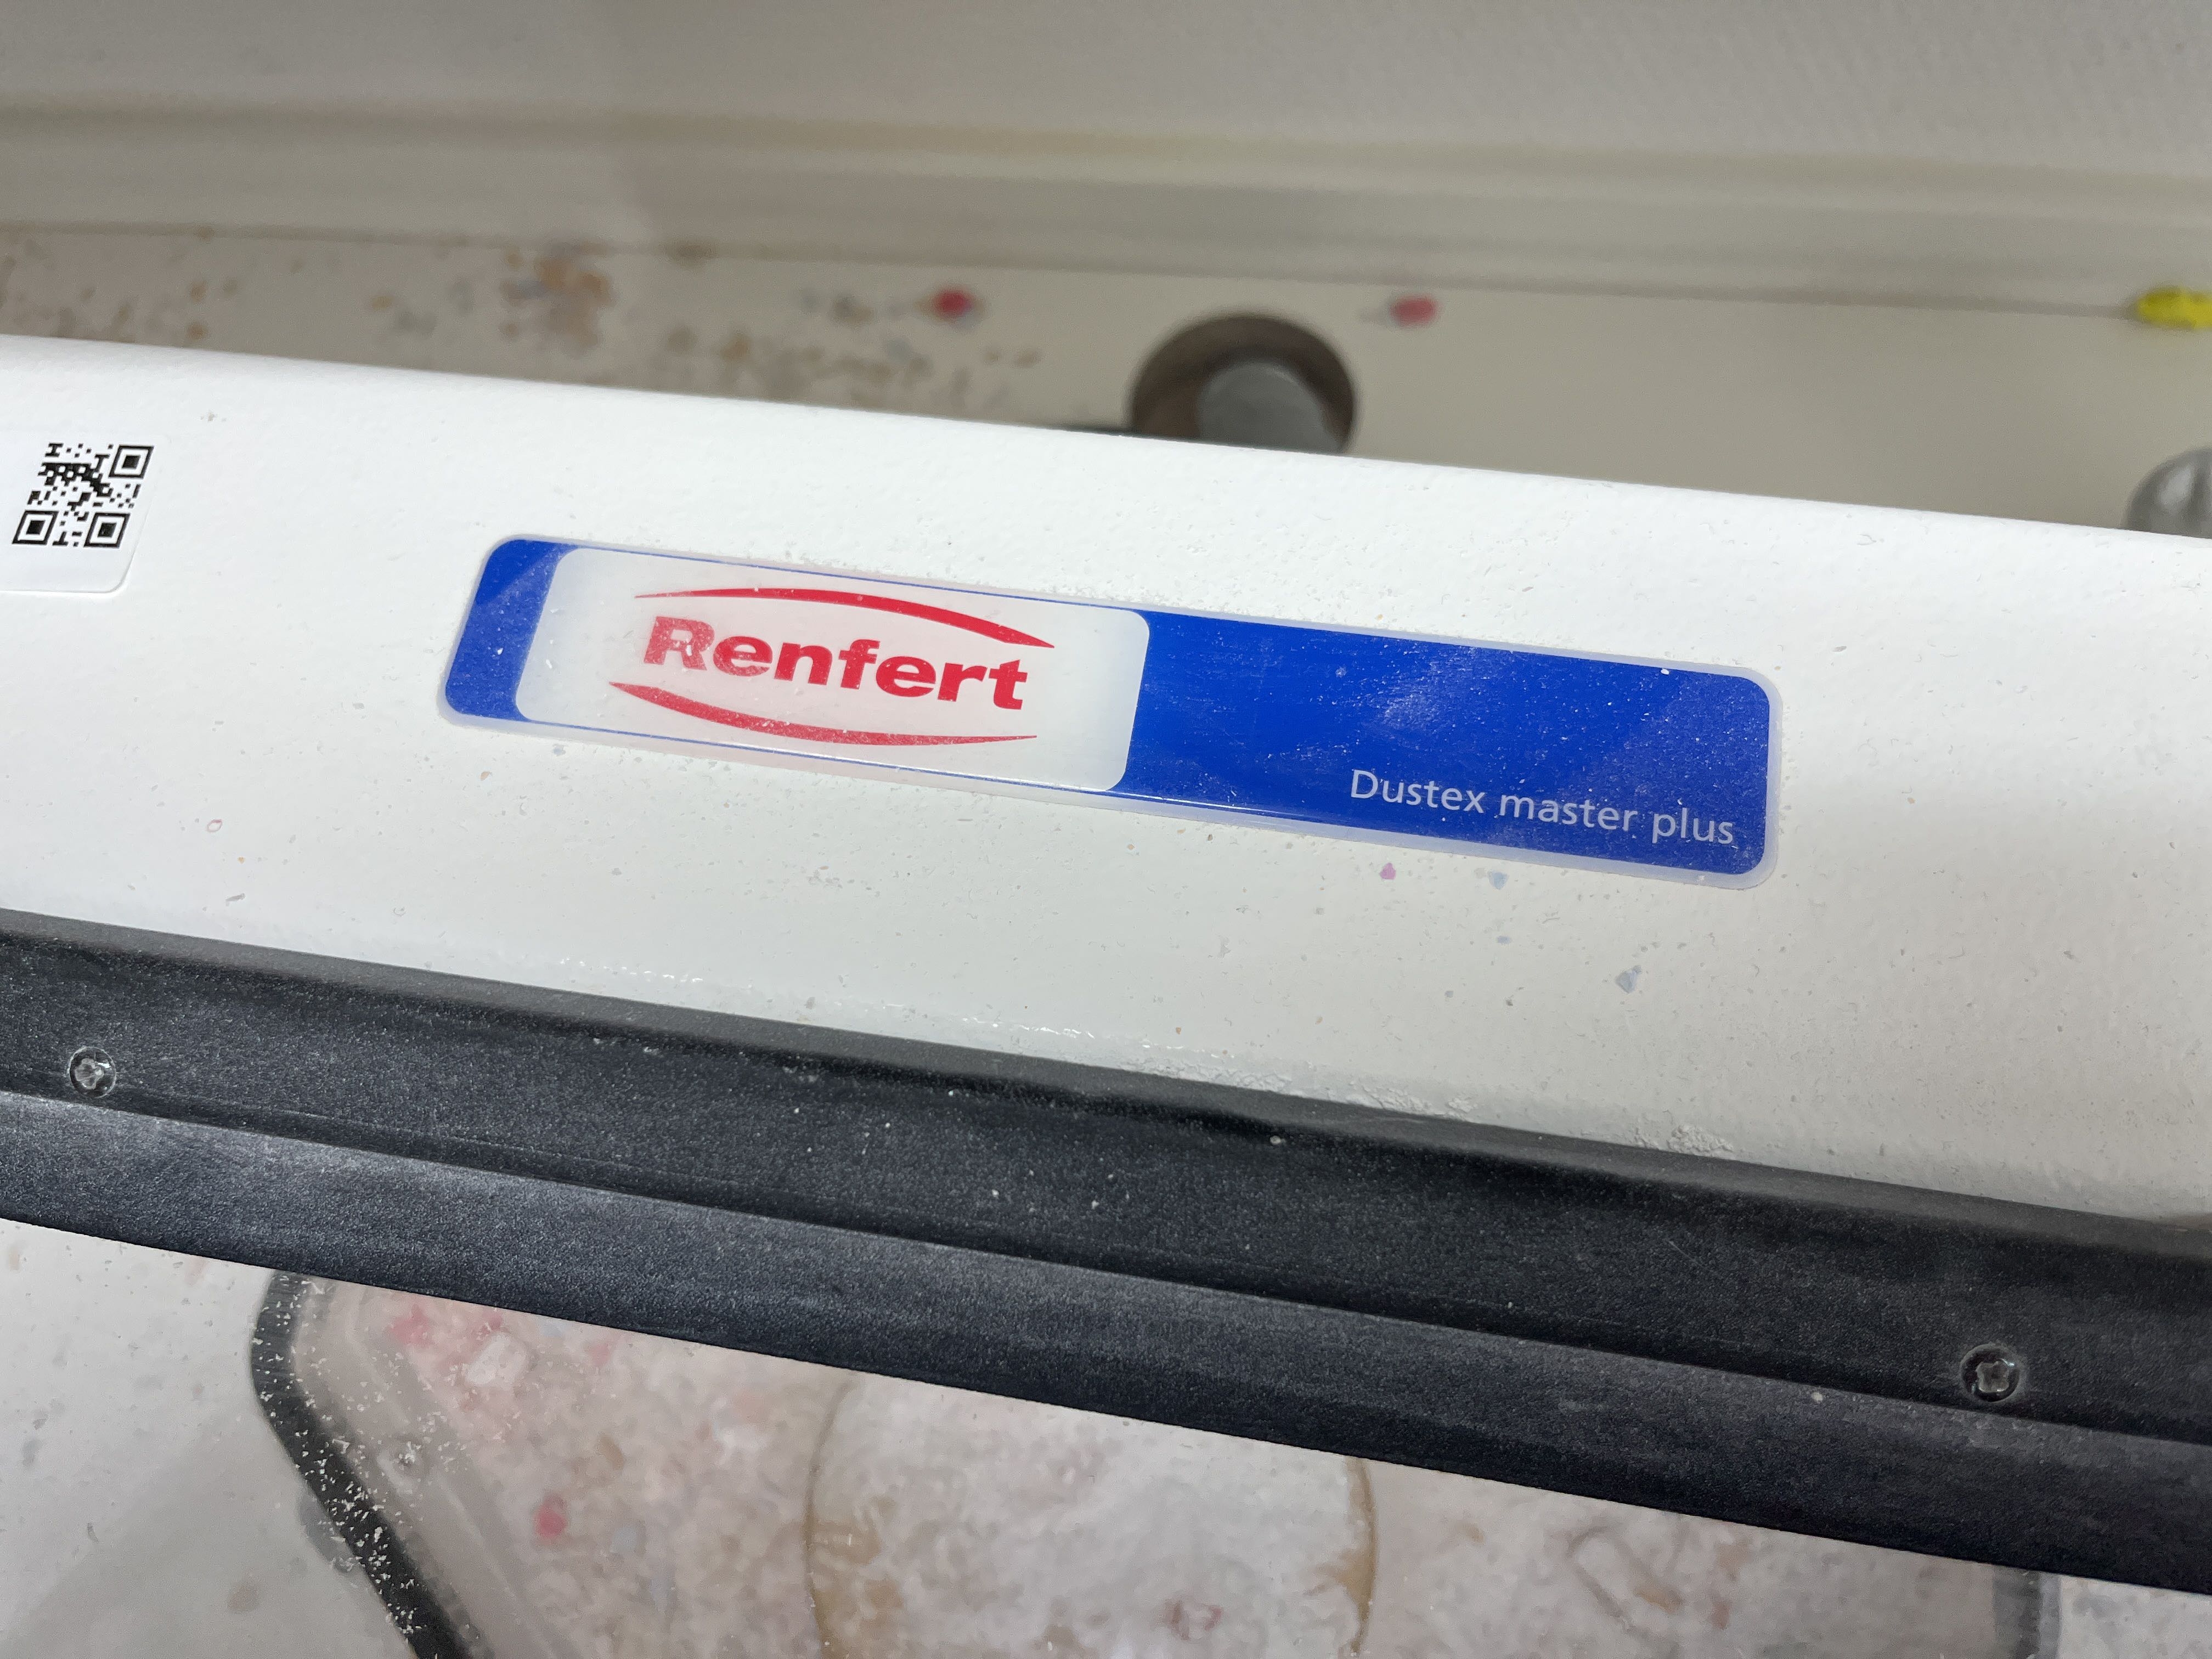 Renfert
Dustex master plus